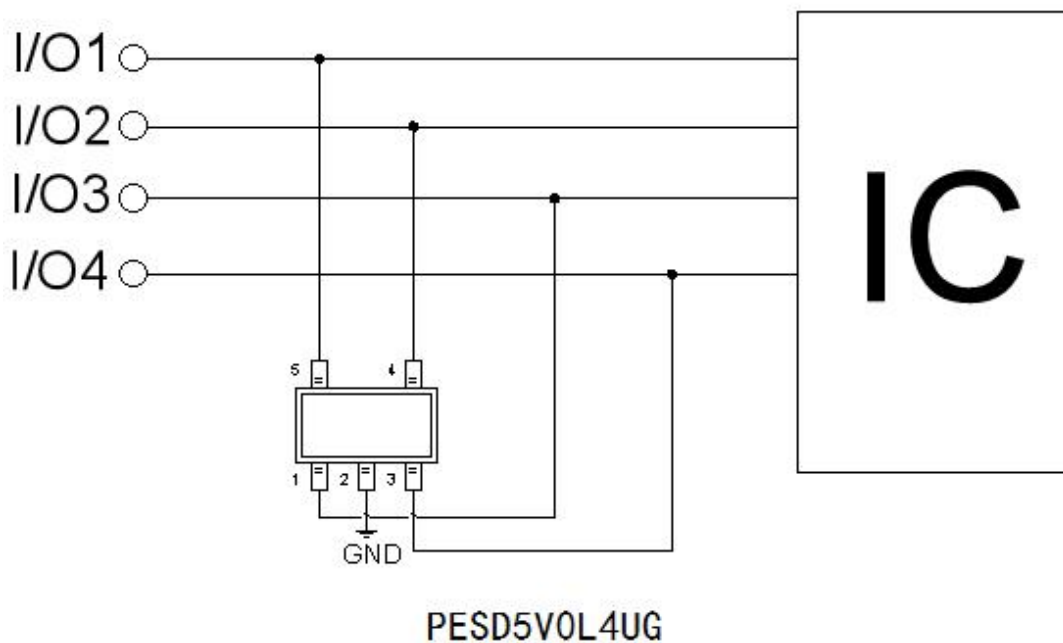 I/O1
I/O2
I/O3
I/O4
IC
5 4
1 2 3
GND
PESD5V0L4UG